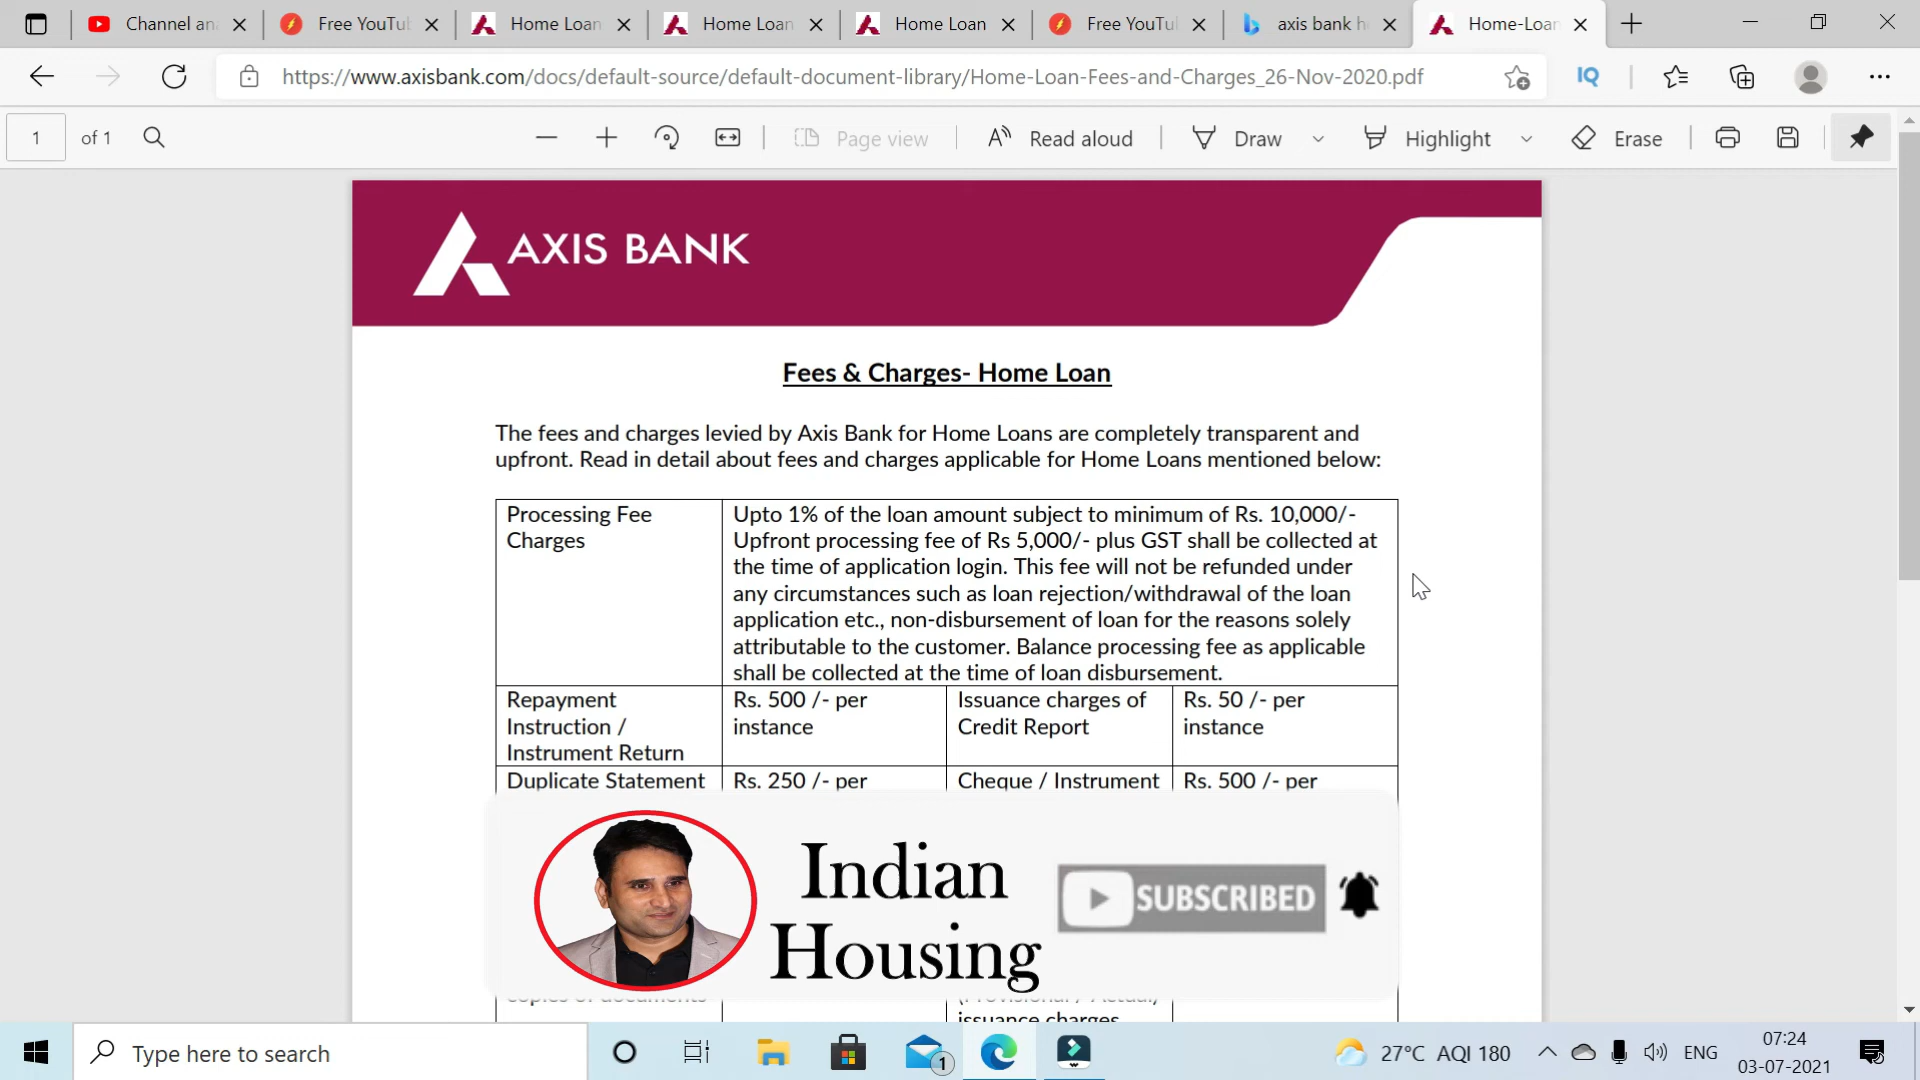 Channel an
Free YouTu
Home Loan
Home Loan
Home Loan
Free YouTu
axis bank h
Home-Loan
https://www.axisbank.com/docs/default-source/default-document-library/Home-Loan-Fees-and-Charges_26-Nov-2020.pdf
IQ
1 of 1
Page view
Read aloud
Draw
Highlight
Erase
AXIS BANK
Fees & Charges- Home Loan
The fees and charges levied by Axis Bank for Home Loans are completely transparent and
upfront. Read in detail about fees and charges applicable for Home Loans mentioned below:
Processing Fee
Charges
Upto 1% of the loan amount subject to minimum of Rs. 10,000/-
Upfront processing fee of Rs 5,000/- plus GST shall be collected at
the time of application login. This fee will not be refunded under
any circumstances such as loan rejection/withdrawal of the loan
application etc., non-disbursement of loan for the reasons solely
attributable to the customer. Balance processing fee as applicable
shall be collected at the time of loan disbursement.
Repayment
Instruction /
Instrument Return
Rs. 500 /- per
instance
Issuance charges of
Credit Report
Rs. 50 /- per
instance
Duplicate Statement
Rs. 250 /- per
Cheque / Instrument
Rs. 500 /- per
Indian
Housing
SUBSCRIBED
copies of documents
(Provisional / Actual)
issuance charges
Type here to search
1
27°C AQI 180
ENG
07:24
03-07-2021